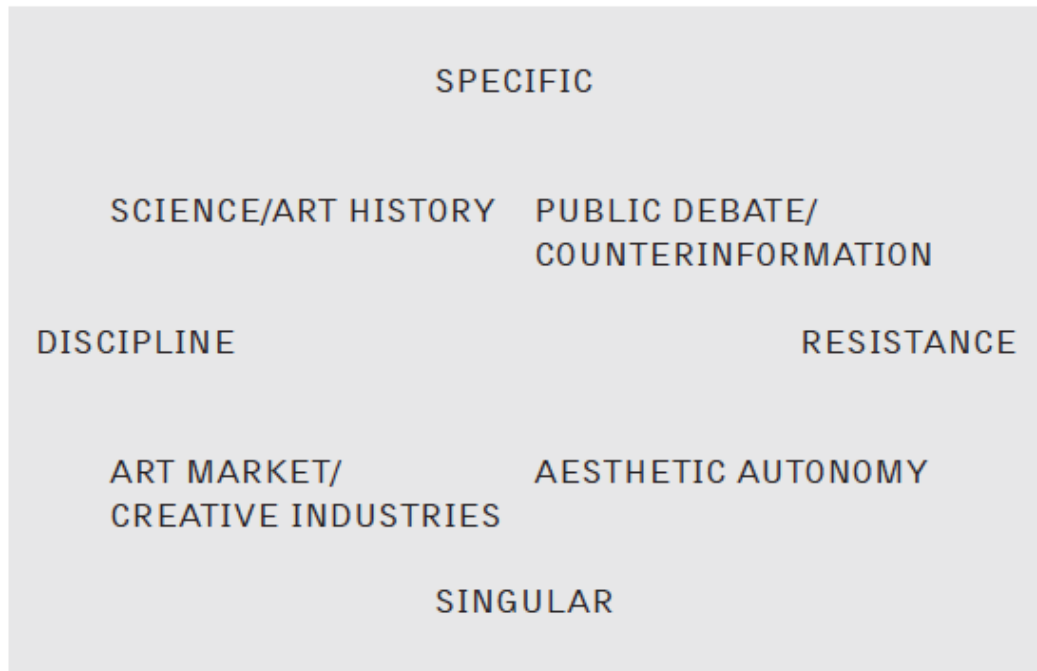 SPECIFIC
SCIENCE/ART HISTORY PUBLIC DEBATE/
COUNTERINFORMATION
DISCIPLINE RESISTANCE
ART MARKET/ AESTHETIC AUTONOMY
CREATIVE INDUSTRIES
SINGULAR